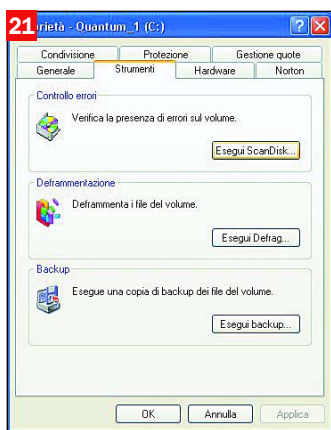 21
rietà - Quantum_1 (C:)
Condivisione Protezione Gestione quote
Generale Strumenti Hardware Norton
Controllo errori
Verifica la presenza di errori sul volume.
Esegui ScanDisk...
Deframmentazione
Deframmenta i file del volume.
Esegui Defrag...
Backup
Esegue una copia di backup dei file del volume.
Esegui backup...
OK Annulla Applica